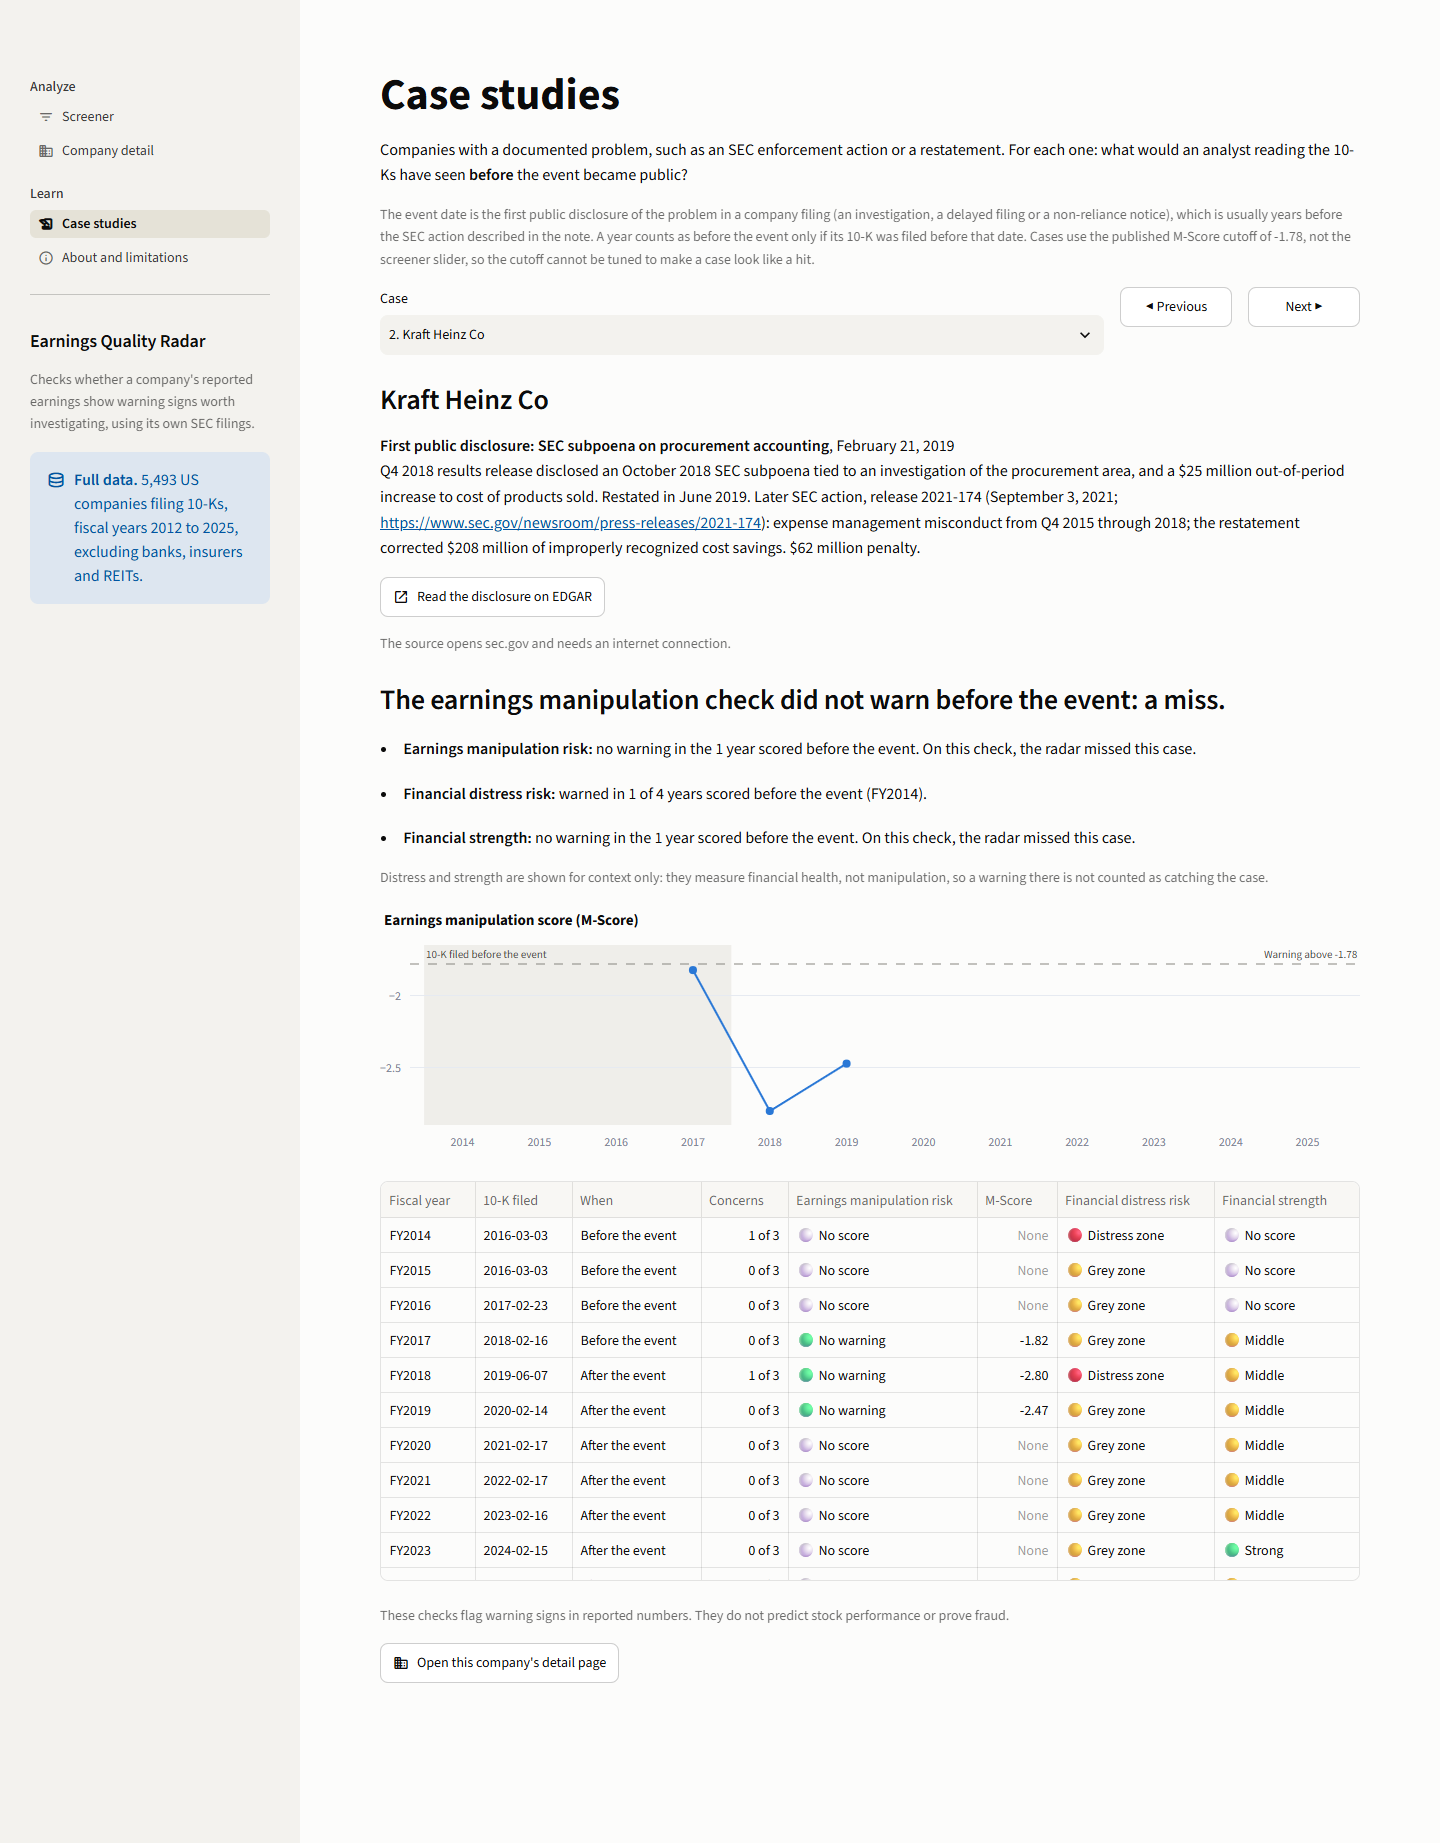 Analyze
Screener
Company detail
Learn
Case studies
About and limitations
Earnings Quality Radar
Checks whether a company's reported
earnings show warning signs worth
investigating, using its own SEC filings.
Full data. 5,493 US
companies filing 10-Ks,
fiscal years 2012 to 2025,
excluding banks, insurers
and REITs.
Case studies
Companies with a documented problem, such as an SEC enforcement action or a restatement. For each one: what would an analyst reading the 10-
Ks have seen before the event became public?
The event date is the first public disclosure of the problem in a company filing (an investigation, a delayed filing or a non-reliance notice), which is usually years before
the SEC action described in the note. A year counts as before the event only if its 10-K was filed before that date. Cases use the published M-Score cutoff of -1.78, not the
screener slider, so the cutoff cannot be tuned to make a case look like a hit.
Case
2. Kraft Heinz Co
◂ Previous
Next ▸
Kraft Heinz Co
First public disclosure: SEC subpoena on procurement accounting, February 21, 2019
Q4 2018 results release disclosed an October 2018 SEC subpoena tied to an investigation of the procurement area, and a $25 million out-of-period
increase to cost of products sold. Restated in June 2019. Later SEC action, release 2021-174 (September 3, 2021;
https://www.sec.gov/newsroom/press-releases/2021-174): expense management misconduct from Q4 2015 through 2018; the restatement
corrected $208 million of improperly recognized cost savings. $62 million penalty.
Read the disclosure on EDGAR
The source opens sec.gov and needs an internet connection.
The earnings manipulation check did not warn before the event: a miss.
• Earnings manipulation risk: no warning in the 1 year scored before the event. On this check, the radar missed this case.
• Financial distress risk: warned in 1 of 4 years scored before the event (FY2014).
• Financial strength: no warning in the 1 year scored before the event. On this check, the radar missed this case.
Distress and strength are shown for context only: they measure financial health, not manipulation, so a warning there is not counted as catching the case.
Earnings manipulation score (M-Score)
10-K filed before the event
Warning above -1.78
−2
−2.5
2014 2015 2016 2017 2018 2019 2020 2021 2022 2023 2024 2025
Fiscal year 10-K filed When Concerns Earnings manipulation risk M-Score Financial distress risk Financial strength
FY2014 2016-03-03 Before the event 1 of 3 No score None Distress zone No score
FY2015 2016-03-03 Before the event 0 of 3 No score None Grey zone No score
FY2016 2017-02-23 Before the event 0 of 3 No score None Grey zone No score
FY2017 2018-02-16 Before the event 0 of 3 No warning -1.82 Grey zone Middle
FY2018 2019-06-07 After the event 1 of 3 No warning -2.80 Distress zone Middle
FY2019 2020-02-14 After the event 0 of 3 No warning -2.47 Grey zone Middle
FY2020 2021-02-17 After the event 0 of 3 No score None Grey zone Middle
FY2021 2022-02-17 After the event 0 of 3 No score None Grey zone Middle
FY2022 2023-02-16 After the event 0 of 3 No score None Grey zone Middle
FY2023 2024-02-15 After the event 0 of 3 No score None Grey zone Strong
These checks flag warning signs in reported numbers. They do not predict stock performance or prove fraud.
Open this company's detail page